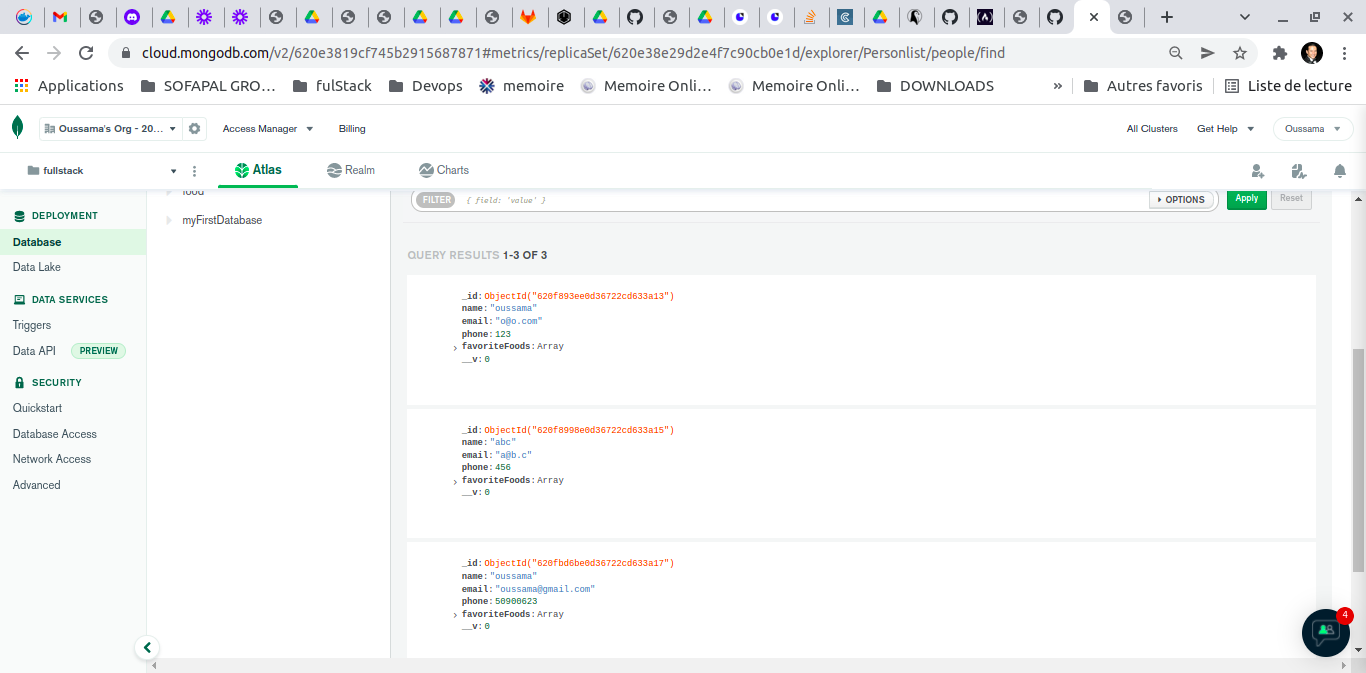 cloud.mongodb.com/v2/620e3819cf745b2915687871#metrics/replicaSet/620e38e29d2e4f7c90cb0e1d/explorer/Personlist/people/find
Applications SOFAPAL GRO… fulStack Devops memoire Memoire Onli… Memoire Onli… DOWNLOADS » Autres favoris Liste de lecture
Oussama's Org - 20... Access Manager Billing All Clusters Get Help Oussama
fullstack Atlas Realm Charts
DEPLOYMENT
Database
Data Lake
DATA SERVICES
Triggers
Data API PREVIEW
SECURITY
Quickstart
Database Access
Network Access
Advanced
food
myFirstDatabase
FILTER { field: 'value' } OPTIONS Apply Reset
QUERY RESULTS 1-3 OF 3
_id: ObjectId("620f893ee0d36722cd633a13")
name: "oussama"
email: "o@o.com"
phone: 123
favoriteFoods: Array
__v: 0
_id: ObjectId("620f8998e0d36722cd633a15")
name: "abc"
email: "a@b.c"
phone: 456
favoriteFoods: Array
__v: 0
_id: ObjectId("620fbd6be0d36722cd633a17")
name: "oussama"
email: "oussama@gmail.com"
phone: 50900623
favoriteFoods: Array
__v: 0
4